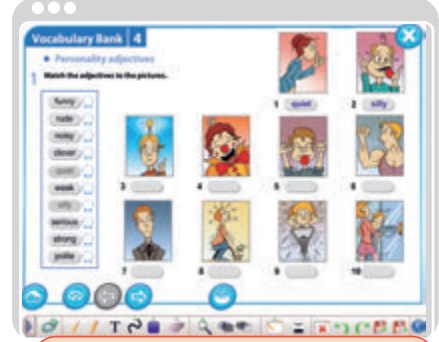 Vocabulary Bank 4
Personality adjectives
1 Match the adjectives to the pictures.
funny
rude
noisy
clever
quiet
weak
silly
serious
strong
polite
1 quiet
2 silly
3
4
5
6
7
8
9
10
T